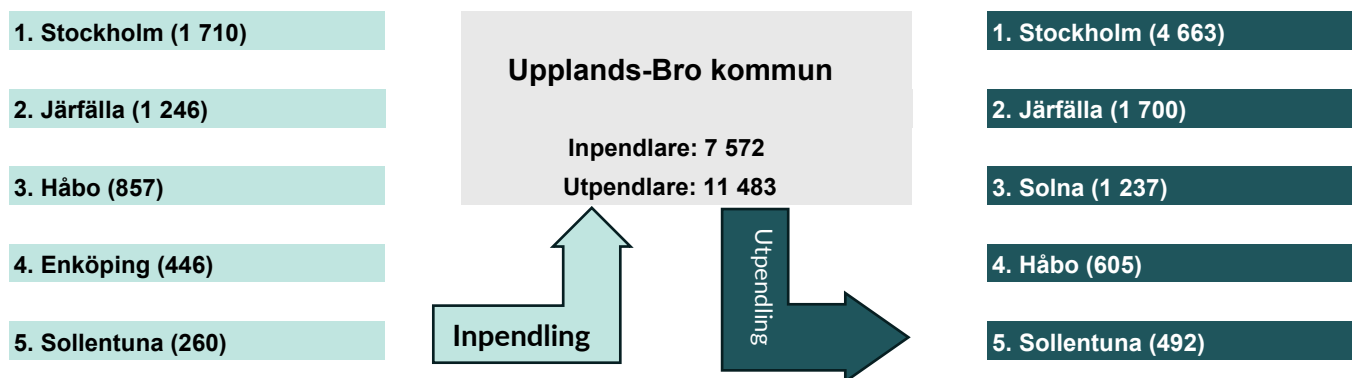 1. Stockholm (1 710)
2. Järfälla (1 246)
3. Håbo (857)
4. Enköping (446)
5. Sollentuna (260)
Upplands-Bro kommun
Inpendlare: 7 572
Utpendlare: 11 483
Inpendling
Utpendling
1. Stockholm (4 663)
2. Järfälla (1 700)
3. Solna (1 237)
4. Håbo (605)
5. Sollentuna (492)